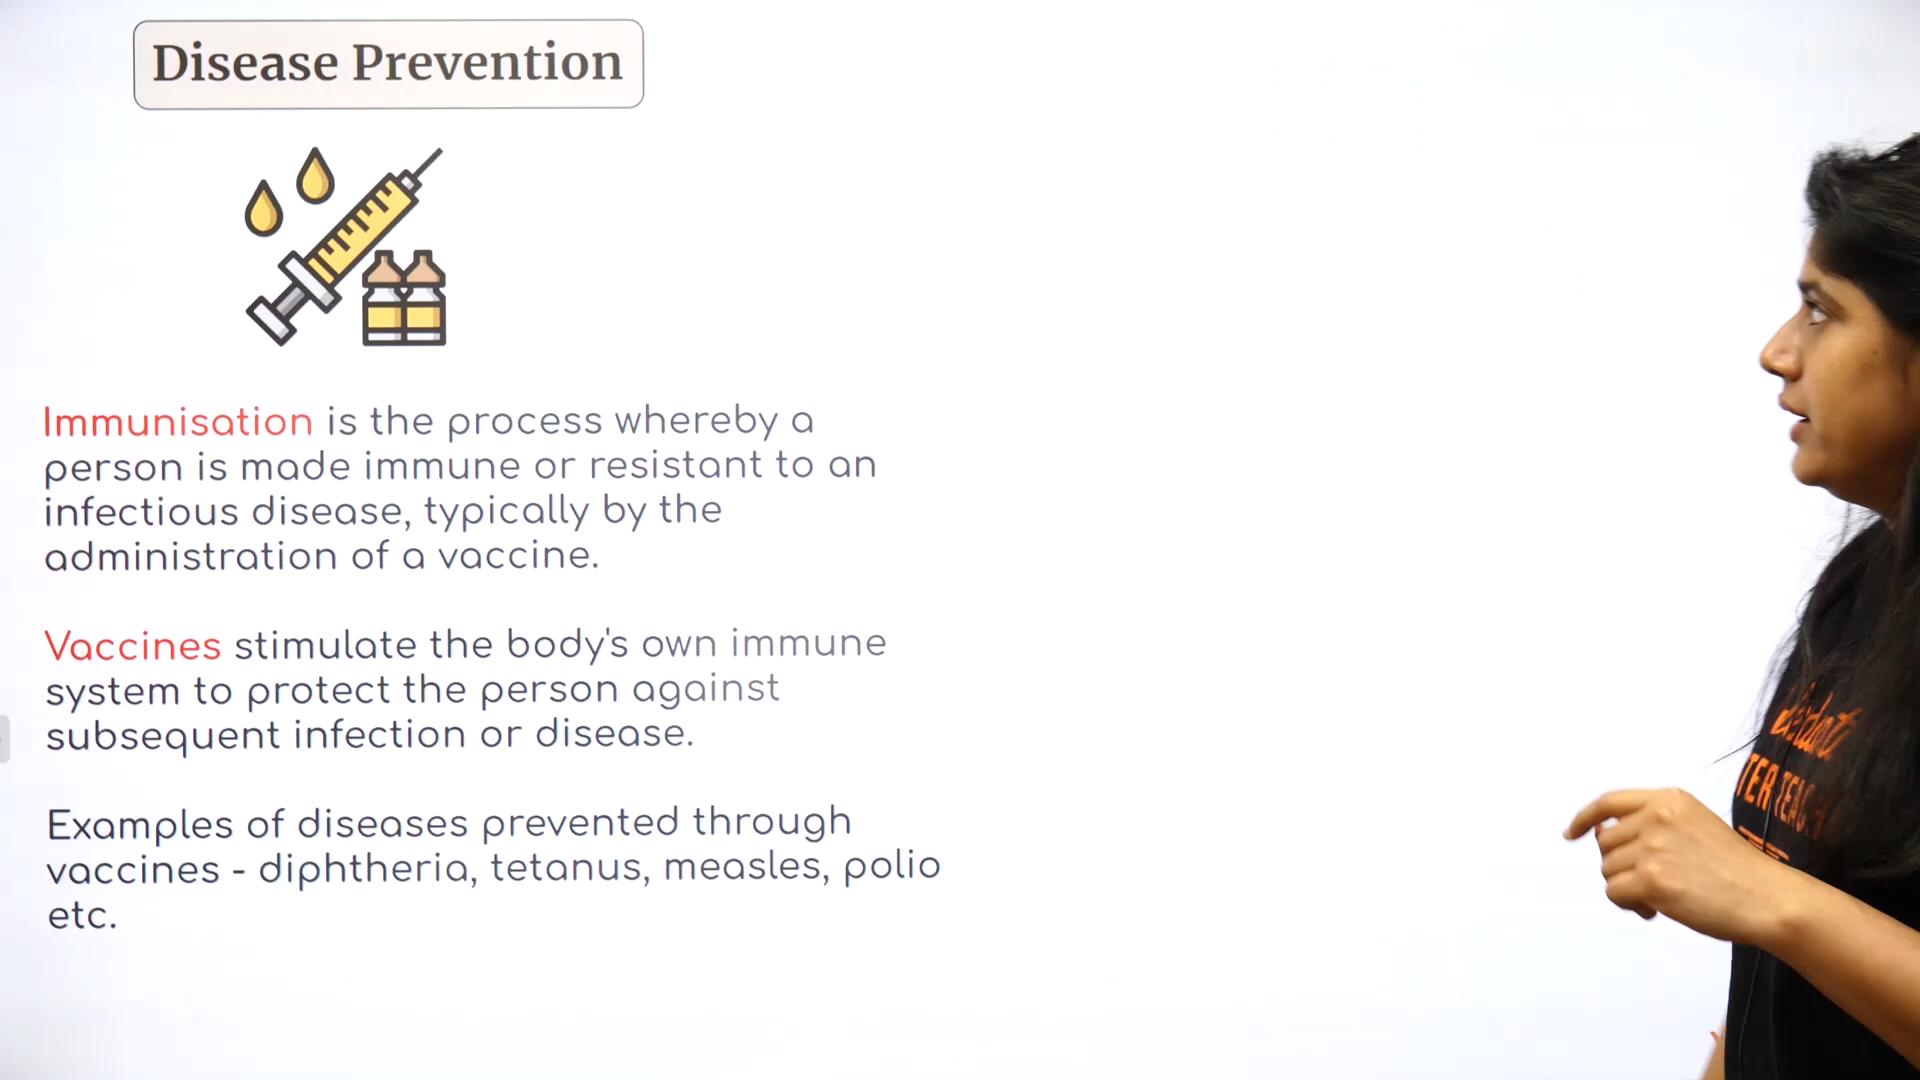 Disease Prevention
Immunisation is the process whereby a
person is made immune or resistant to an
infectious disease, typically by the
administration of a vaccine.
Vaccines stimulate the body's own immune
system to protect the person against
subsequent infection or disease.
Examples of diseases prevented through
vaccines - diphtheria, tetanus, measles, polio
etc.